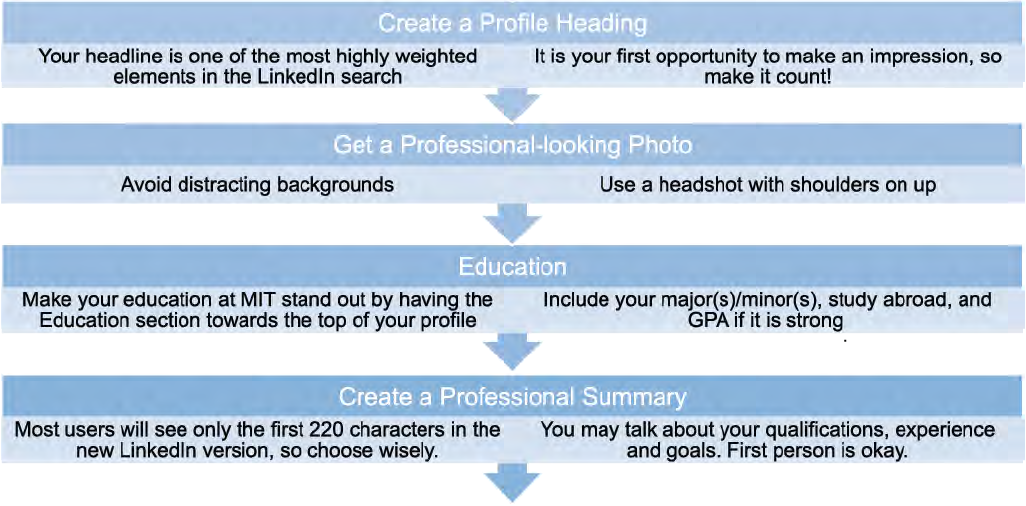 Create a Profile Heading
Your headline is one of the most highly weighted
elements in the LinkedIn search
It is your first opportunity to make an impression, so
make it count!
Get a Professional-looking Photo
Avoid distracting backgrounds
Use a headshot with shoulders on up
Education
Make your education at MIT stand out by having the
Education section towards the top of your profile
Include your major(s)/minor(s), study abroad, and
GPA if it is strong
.
Create a Professional Summary
Most users will see only the first 220 characters in the
new LinkedIn version, so choose wisely.
You may talk about your qualifications, experience
and goals. First person is okay.